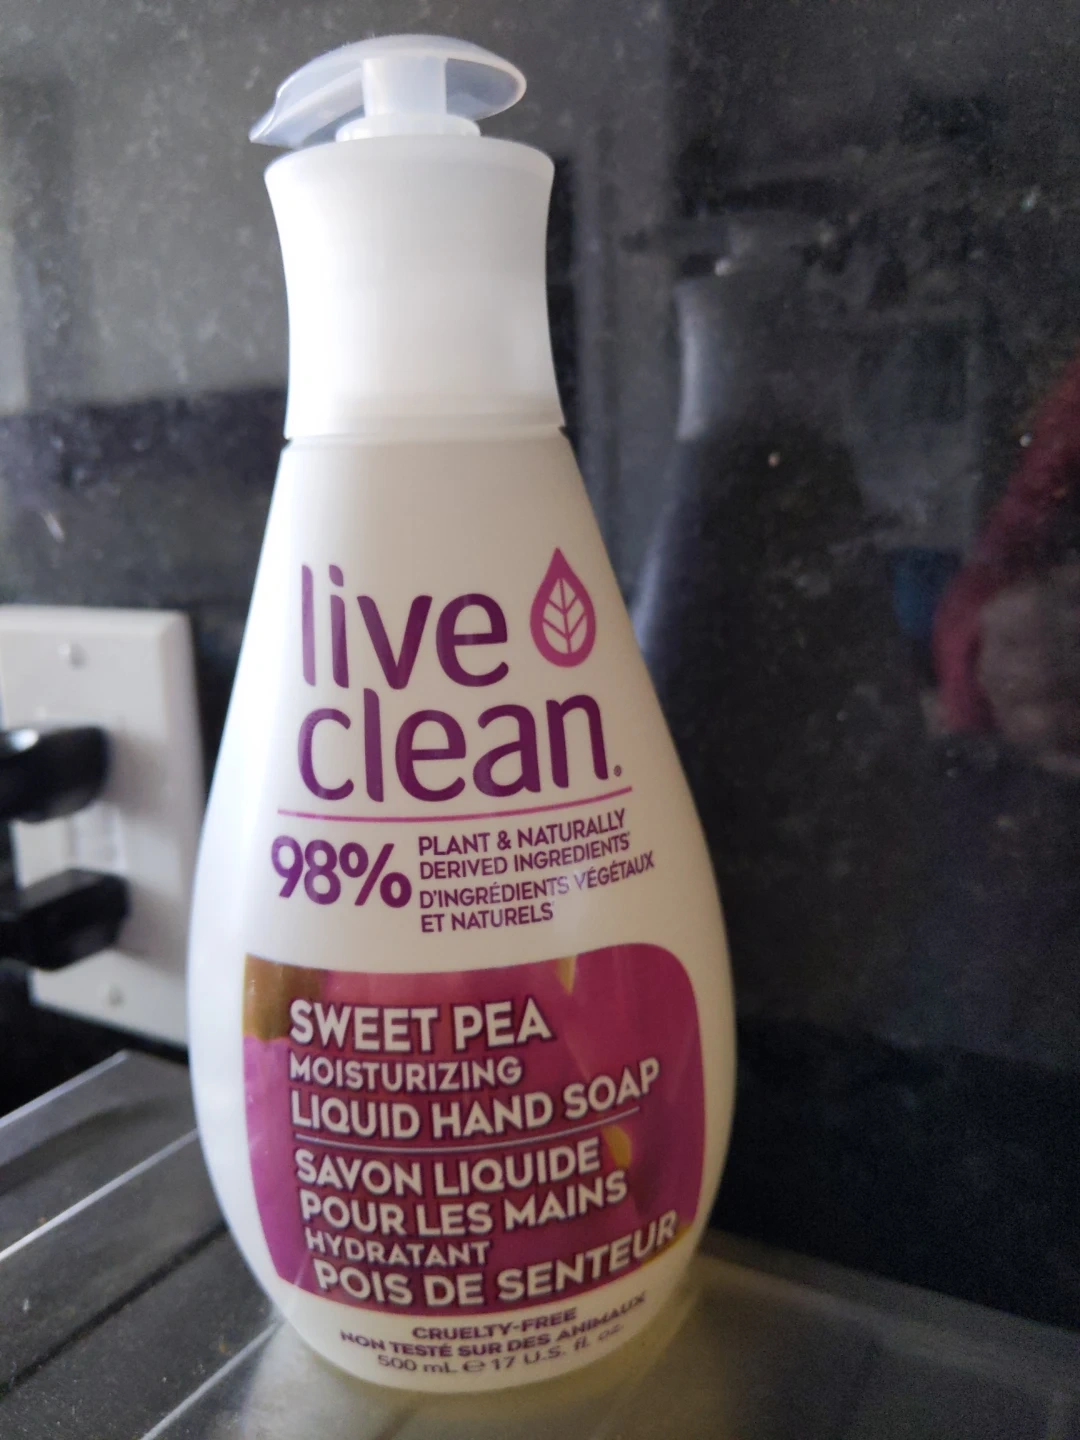 live
clean.
98% PLANT & NATURALLY
DERIVED INGREDIENTS*
D'INGRÉDIENTS VÉGÉTAUX
ET NATURELS*
SWEET PEA
MOISTURIZING
LIQUID HAND SOAP
SAVON LIQUIDE
POUR LES MAINS
HYDRATANT
POIS DE SENTEUR
CRUELTY-FREE
NON TESTÉ SUR DES ANIMAUX
500 mL ℮ 17 U.S. fl. oz.